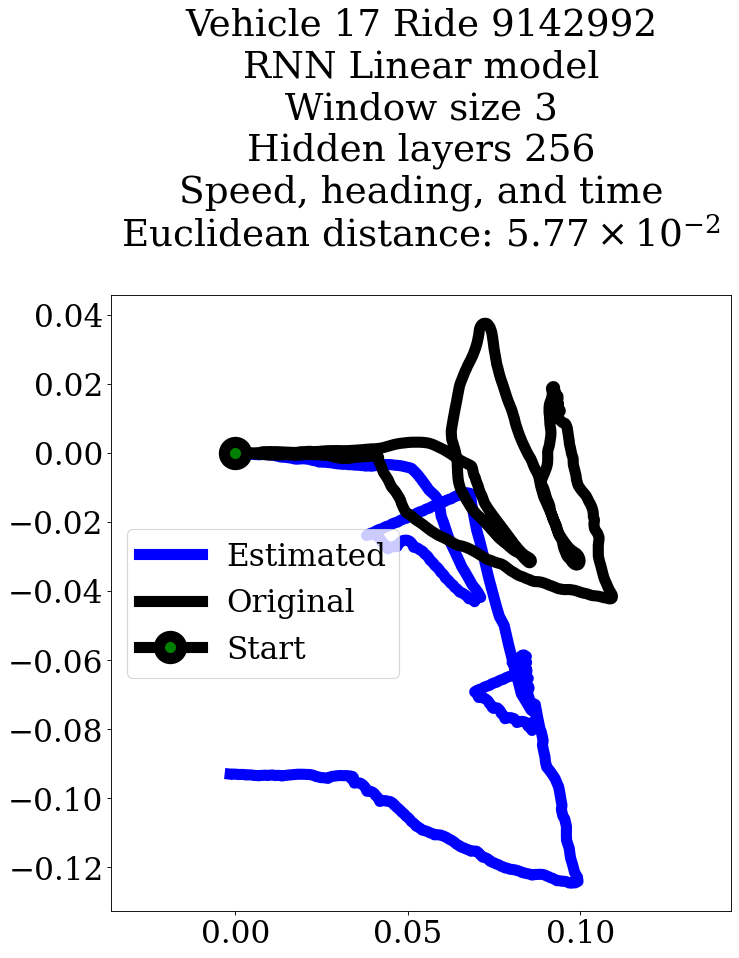 Vehicle 17 Ride 9142992
RNN Linear model
Window size 3
Hidden layers 256
Speed, heading, and time
Euclidean distance: 5.77 × 10⁻²
0.04
0.02
0.00
−0.02
−0.04
−0.06
−0.08
−0.10
−0.12
Estimated
Original
Start
0.00 0.05 0.10